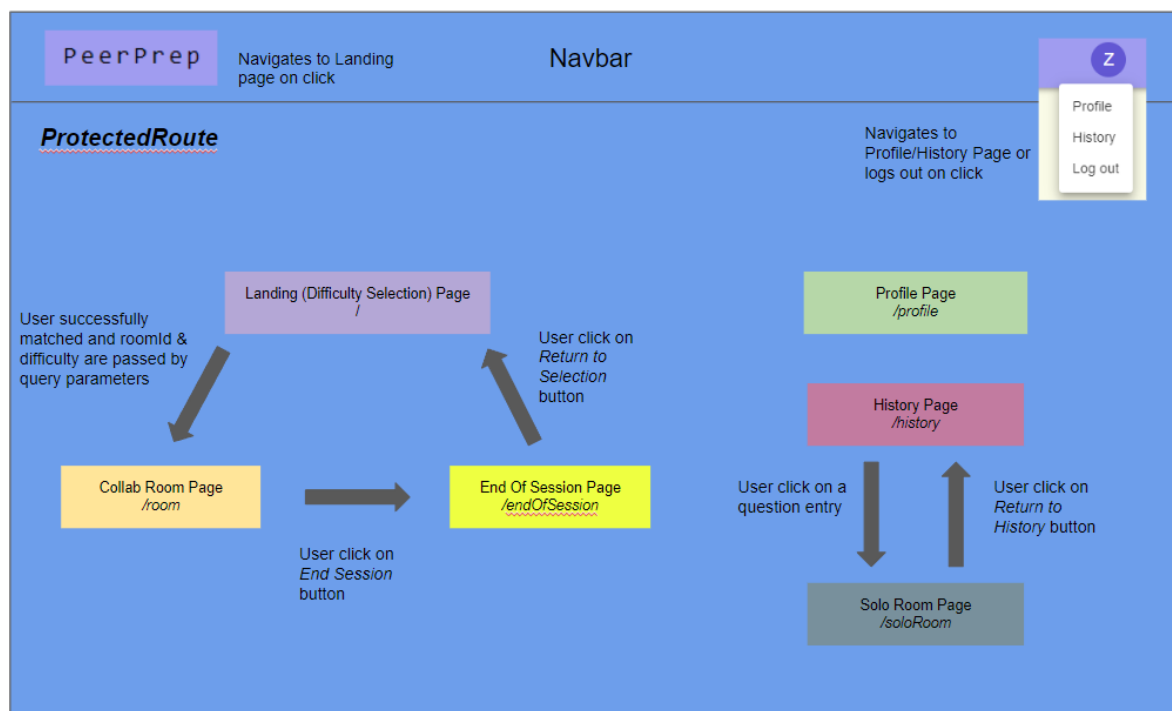 PeerPrep
Navigates to Landing
page on click
Navbar
Z
Profile
History
Log out
ProtectedRoute
Navigates to
Profile/History Page or
logs out on click
Landing (Difficulty Selection) Page
/
Profile Page
/profile
User successfully
matched and roomId &
difficulty are passed by
query parameters
User click on
Return to
Selection
button
History Page
/history
Collab Room Page
/room
End Of Session Page
/endOfSession
User click on a
question entry
User click on
Return to
History button
User click on
End Session
button
Solo Room Page
/soloRoom